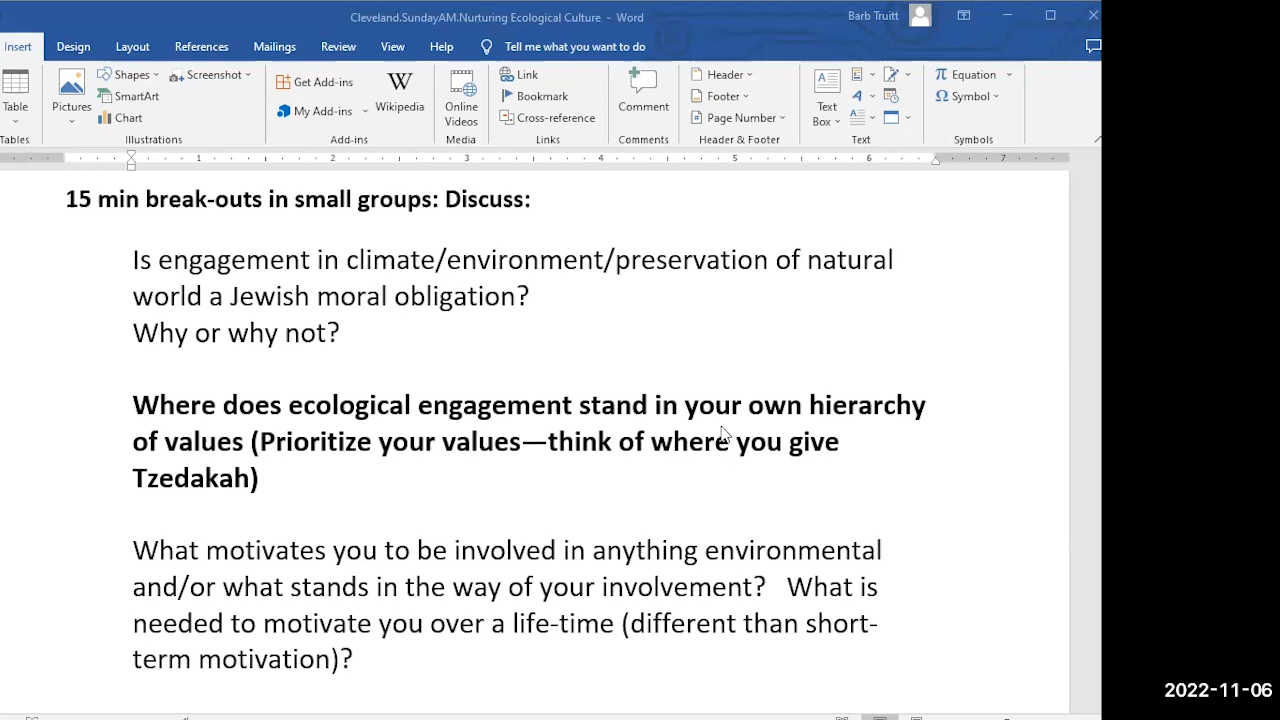 Cleveland.SundayAM.Nurturing Ecological Culture - Word
Barb Truitt
Insert Design Layout References Mailings Review View Help Tell me what you want to do
Table
Tables
Pictures
Shapes
SmartArt
Chart
Screenshot
Illustrations
Get Add-ins
My Add-ins
Wikipedia
Add-ins
Online
Videos
Media
Link
Bookmark
Cross-reference
Links
Comment
Comments
Header
Footer
Page Number
Header & Footer
Text
Box
Text
Equation
Symbol
Symbols
1 2 3 4 5 6 7
15 min break-outs in small groups: Discuss:
Is engagement in climate/environment/preservation of natural
world a Jewish moral obligation?
Why or why not?
Where does ecological engagement stand in your own hierarchy
of values (Prioritize your values—think of where you give
Tzedakah)
What motivates you to be involved in anything environmental
and/or what stands in the way of your involvement? What is
needed to motivate you over a life-time (different than short-
term motivation)?
2022-11-06